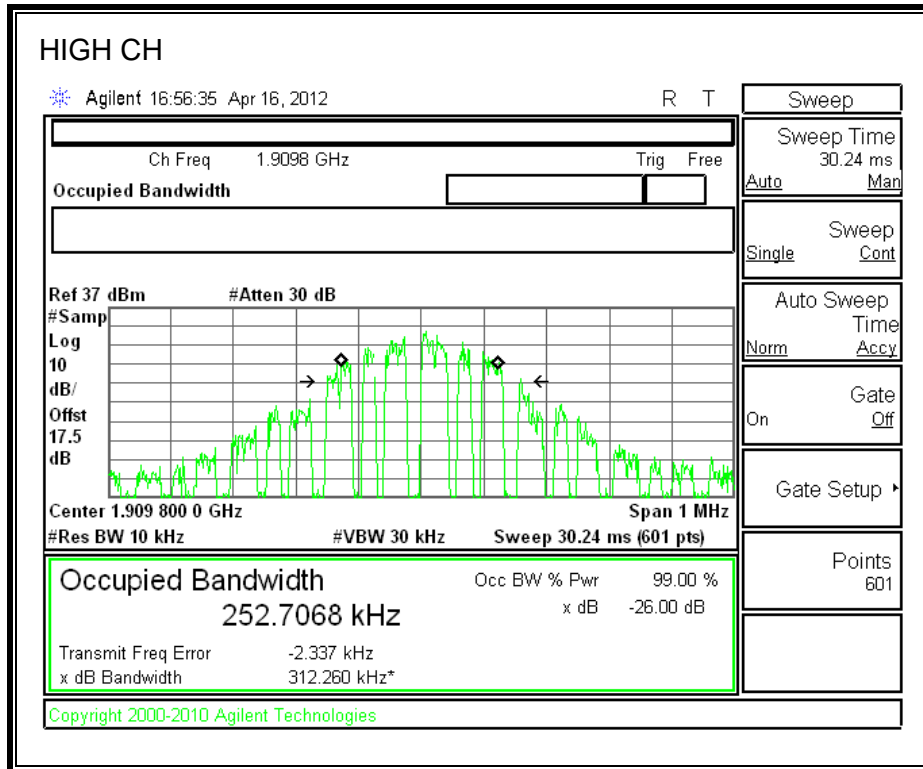 HIGH CH
Agilent 16:56:35 Apr 16, 2012 R T
Ch Freq 1.9098 GHz Trig Free
Occupied Bandwidth
Ref 37 dBm #Atten 30 dB
#Samp
Log
10
dB/
Offst
17.5
dB
Center 1.909 800 0 GHz Span 1 MHz
#Res BW 10 kHz #VBW 30 kHz Sweep 30.24 ms (601 pts)
Occupied Bandwidth Occ BW % Pwr 99.00 %
252.7068 kHz x dB -26.00 dB
Transmit Freq Error -2.337 kHz
x dB Bandwidth 312.260 kHz*
Copyright 2000-2010 Agilent Technologies
Sweep
Sweep Time
30.24 ms
Auto Man
Sweep
Single Cont
Auto Sweep
Time
Norm Accy
Gate
On Off
Gate Setup
Points
601